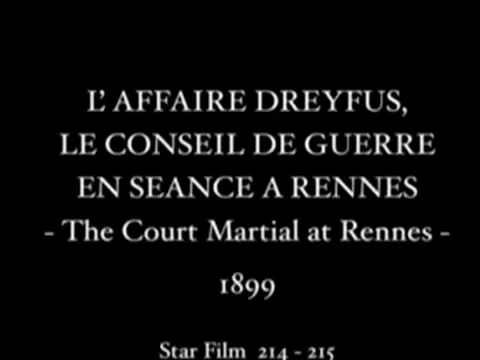 L' AFFAIRE DREYFUS,
LE CONSEIL DE GUERRE
EN SEANCE A RENNES
- The Court Martial at Rennes -
1899
Star Film 214 - 215